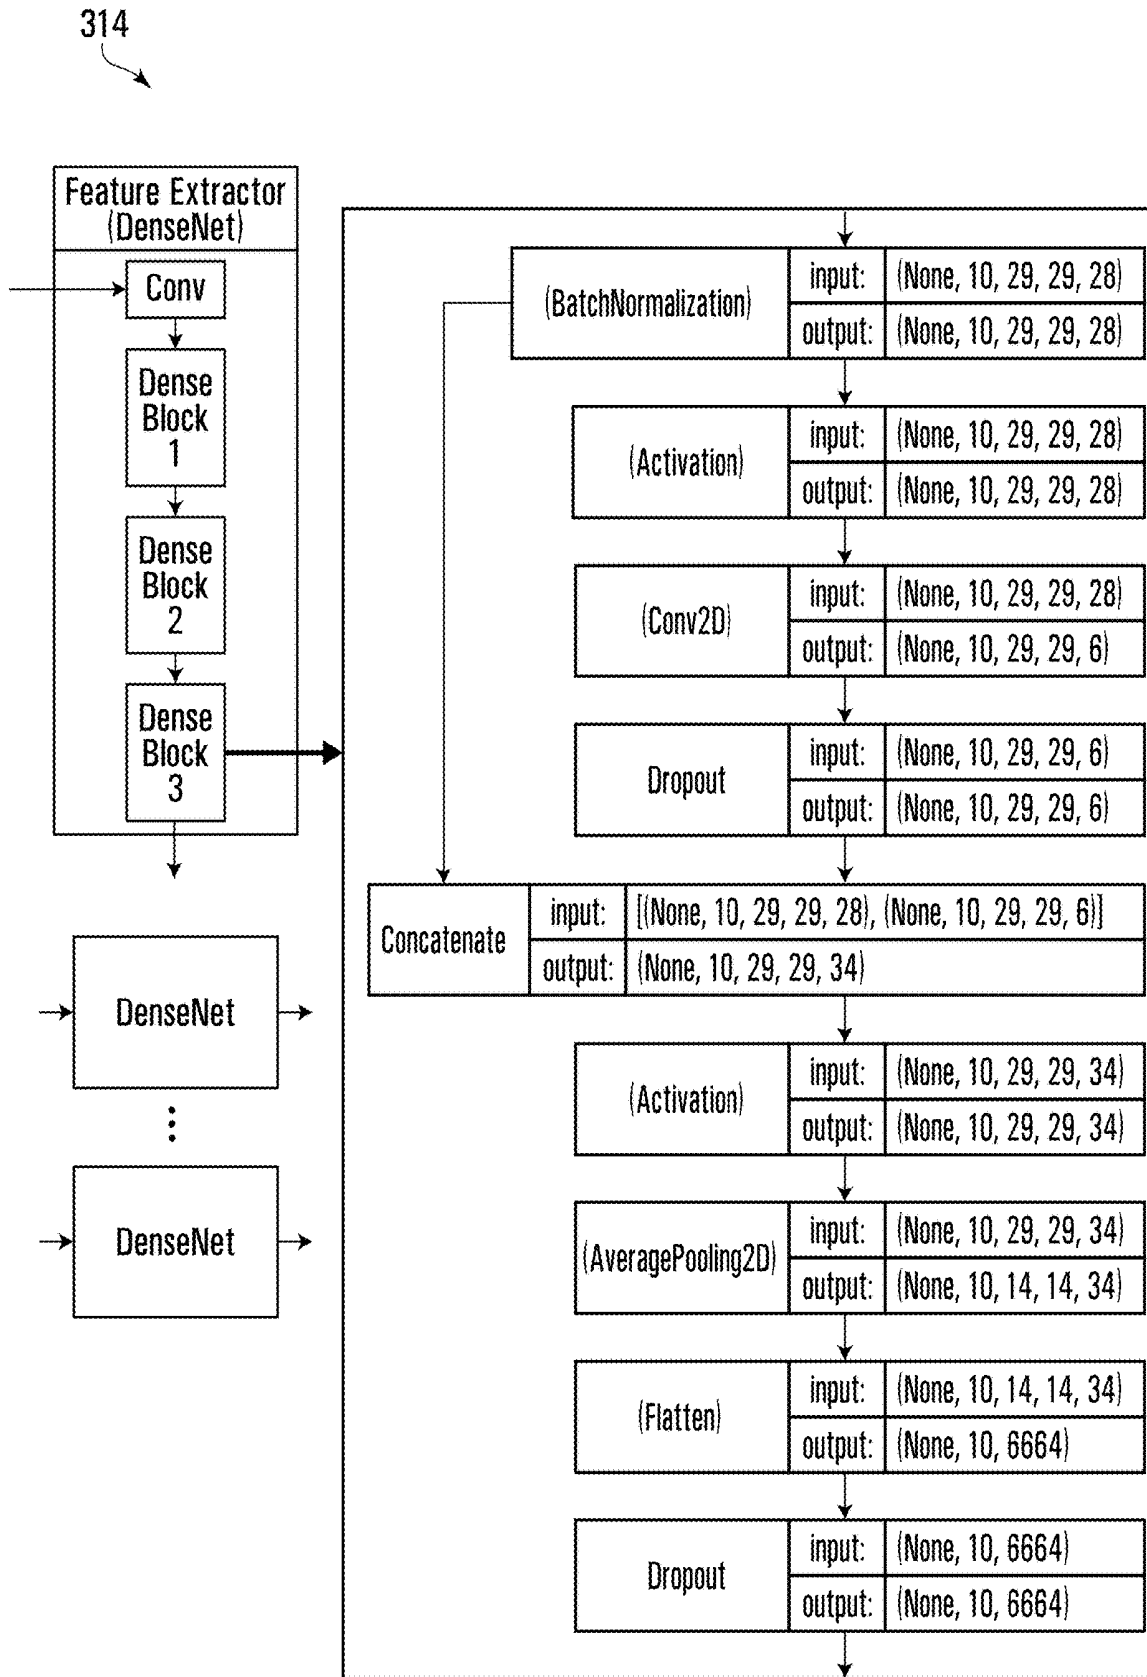 314
Feature Extractor
(DenseNet)
Conv
Dense
Block
1
Dense
Block
2
Dense
Block
3
DenseNet
DenseNet
(BatchNormalization)
input: (None, 10, 29, 29, 28)
output: (None, 10, 29, 29, 28)
(Activation)
input: (None, 10, 29, 29, 28)
output: (None, 10, 29, 29, 28)
(Conv2D)
input: (None, 10, 29, 29, 28)
output: (None, 10, 29, 29, 6)
Dropout
input: (None, 10, 29, 29, 6)
output: (None, 10, 29, 29, 6)
Concatenate
input: [(None, 10, 29, 29, 28), (None, 10, 29, 29, 6)]
output: (None, 10, 29, 29, 34)
(Activation)
input: (None, 10, 29, 29, 34)
output: (None, 10, 29, 29, 34)
(AveragePooling2D)
input: (None, 10, 29, 29, 34)
output: (None, 10, 14, 14, 34)
(Flatten)
input: (None, 10, 14, 14, 34)
output: (None, 10, 6664)
Dropout
input: (None, 10, 6664)
output: (None, 10, 6664)